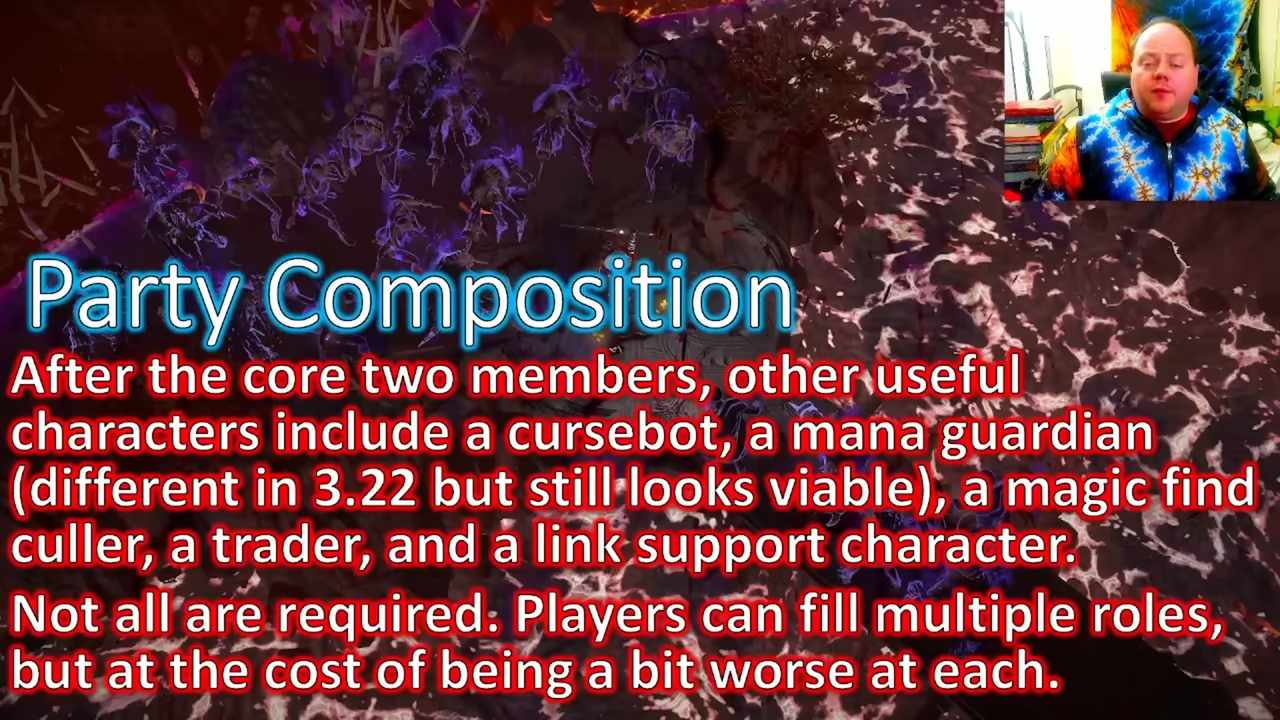 Party Composition
After the core two members, other useful
characters include a cursebot, a mana guardian
(different in 3.22 but still looks viable), a magic find
culler, a trader, and a link support character.
Not all are required. Players can fill multiple roles,
but at the cost of being a bit worse at each.